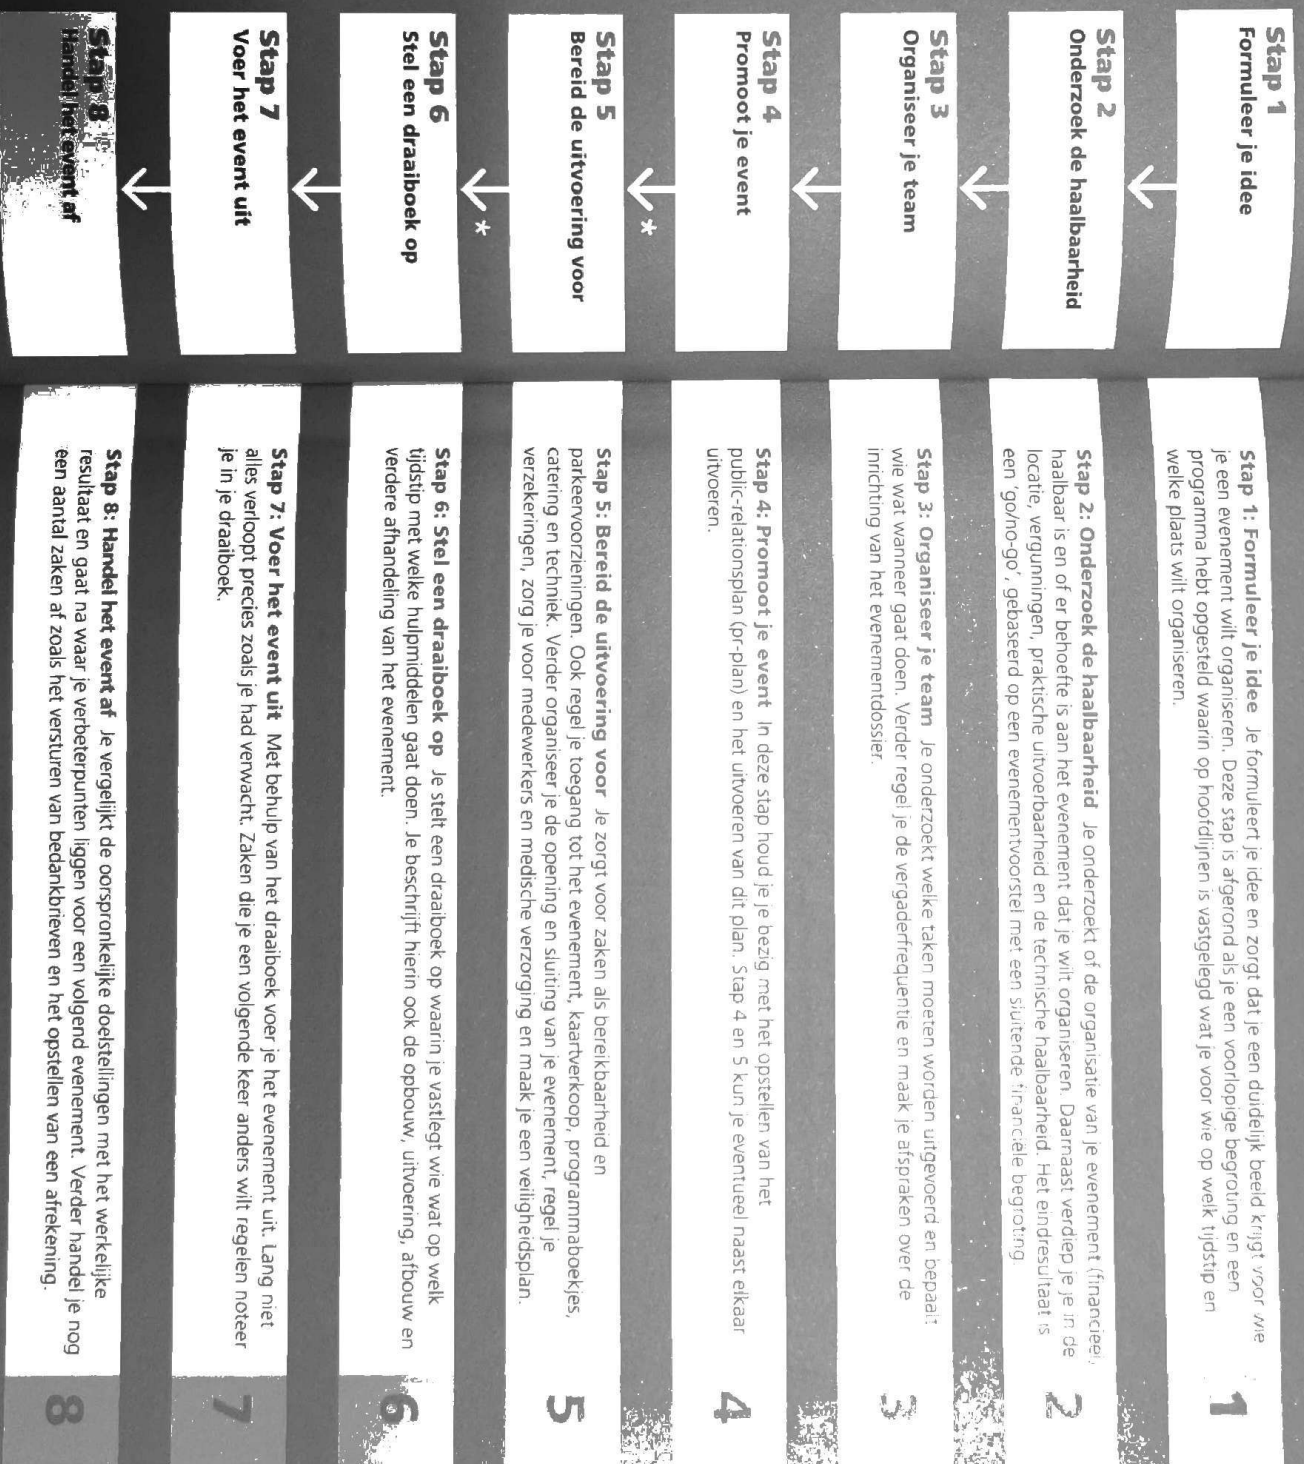 Stap 1
Formuleer je idee
Stap 2
Onderzoek de haalbaarheid
Stap 3
Organiseer je team
Stap 4
Promoot je event
*
Stap 5
Bereid de uitvoering voor
*
Stap 6
Stel een draaiboek op
Stap 7
Voer het event uit
Stap 8
Handel het event af
Stap 1: Formuleer je idee Je formuleert je idee en zorgt dat je een duidelijk beeld krijgt voor wie
je een evenement wilt organiseren. Deze stap is afgerond als je een voorlopige begroting en een
programma hebt opgesteld waarin op hoofdlijnen is vastgelegd wat je voor wie op welk tijdstip en
welke plaats wilt organiseren.
1
Stap 2: Onderzoek de haalbaarheid Je onderzoekt of de organisatie van je evenement (financieel)
haalbaar is en of er behoefte is aan het evenement dat je wilt organiseren. Daarnaast verdiep je je in de
locatie, vergunningen, praktische uitvoerbaarheid en de technische haalbaarheid. Het eindresultaat is
een 'go/no-go', gebaseerd op een evenementvoorstel met een sluitende financiële begroting.
2
Stap 3: Organiseer je team Je onderzoekt welke taken moeten worden uitgevoerd en bepaalt
wie wat wanneer gaat doen. Verder regel je de vergaderfrequentie en maak je afspraken over de
inrichting van het evenementdossier.
3
Stap 4: Promoot je event In deze stap houd je je bezig met het opstellen van het
public-relationsplan (pr-plan) en het uitvoeren van dit plan. Stap 4 en 5 kun je eventueel naast elkaar
uitvoeren.
4
Stap 5: Bereid de uitvoering voor Je zorgt voor zaken als bereikbaarheid en
parkeervoorzieningen. Ook regel je toegang tot het evenement, kaartverkoop, programmaboekjes,
catering en techniek. Verder organiseer je de opening en sluiting van je evenement, regel je
verzekeringen, zorg je voor medewerkers en medische verzorging en maak je een veiligheidsplan.
5
Stap 6: Stel een draaiboek op Je stelt een draaiboek op waarin je vastlegt wie wat op welk
tijdstip met welke hulpmiddelen gaat doen. Je beschrijft hierin ook de opbouw, uitvoering, afbouw en
verdere afhandeling van het evenement.
6
Stap 7: Voer het event uit Met behulp van het draaiboek voer je het evenement uit. Lang niet
alles verloopt precies zoals je had verwacht. Zaken die je een volgende keer anders wilt regelen noteer
je in je draaiboek.
7
Stap 8: Handel het event af Je vergelijkt de oorspronkelijke doelstellingen met het werkelijke
resultaat en gaat na waar je verbeterpunten liggen voor een volgend evenement. Verder handel je nog
een aantal zaken af zoals het versturen van bedankbrieven en het opstellen van een afrekening.
8